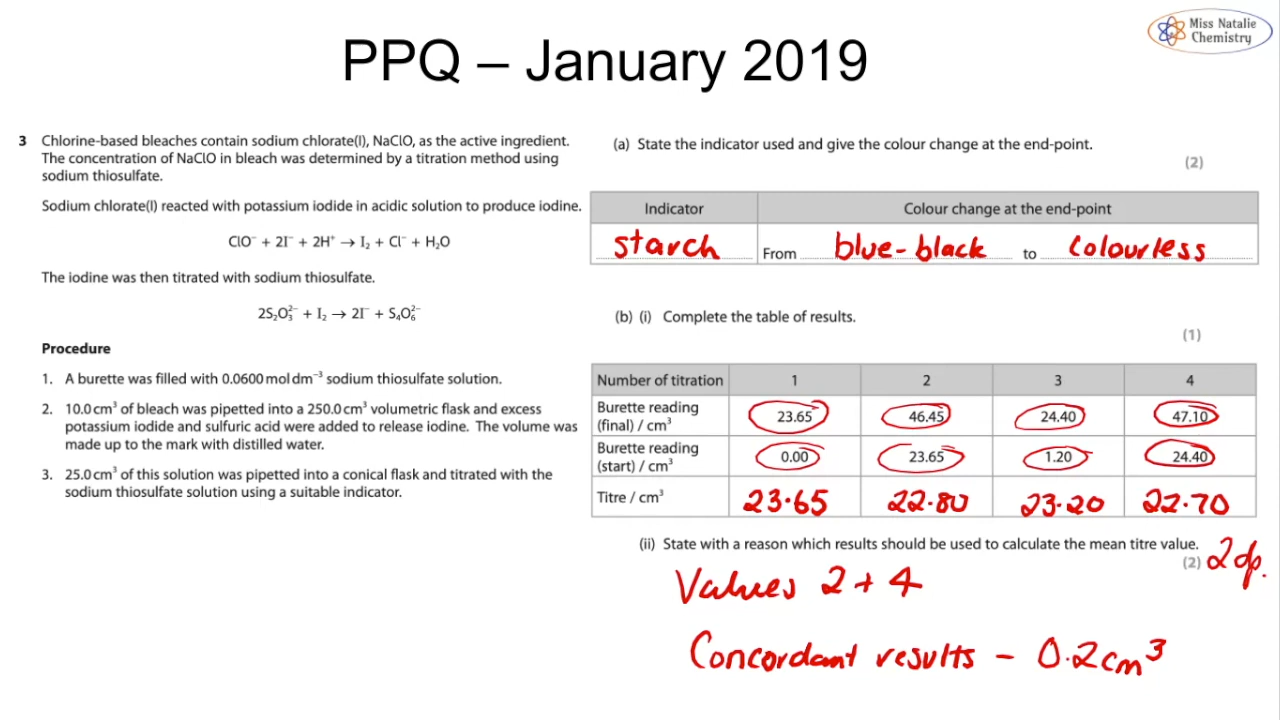 Miss Natalie
Chemistry
PPQ – January 2019
3 Chlorine-based bleaches contain sodium chlorate(I), NaClO, as the active ingredient.
The concentration of NaClO in bleach was determined by a titration method using
sodium thiosulfate.
Sodium chlorate(I) reacted with potassium iodide in acidic solution to produce iodine.
ClO⁻ + 2I⁻ + 2H⁺ → I₂ + Cl⁻ + H₂O
The iodine was then titrated with sodium thiosulfate.
2S₂O₃²⁻ + I₂ → 2I⁻ + S₄O₆²⁻
Procedure
1. A burette was filled with 0.0600 mol dm⁻³ sodium thiosulfate solution.
2. 10.0 cm³ of bleach was pipetted into a 250.0 cm³ volumetric flask and excess
potassium iodide and sulfuric acid were added to release iodine. The volume was
made up to the mark with distilled water.
3. 25.0 cm³ of this solution was pipetted into a conical flask and titrated with the
sodium thiosulfate solution using a suitable indicator.
(a) State the indicator used and give the colour change at the end-point.
(2)
Indicator Colour change at the end-point
starch From blue-black to colourless
(b) (i) Complete the table of results.
(1)
Number of titration 1 2 3 4
Burette reading
(final) / cm³ 23.65 46.45 24.40 47.10
Burette reading
(start) / cm³ 0.00 23.65 1.20 24.40
Titre / cm³ 23.65 22.80 23.20 22.70
(ii) State with a reason which results should be used to calculate the mean titre value.
(2) 2dp.
Values 2 + 4
Concordant results – 0.2cm³